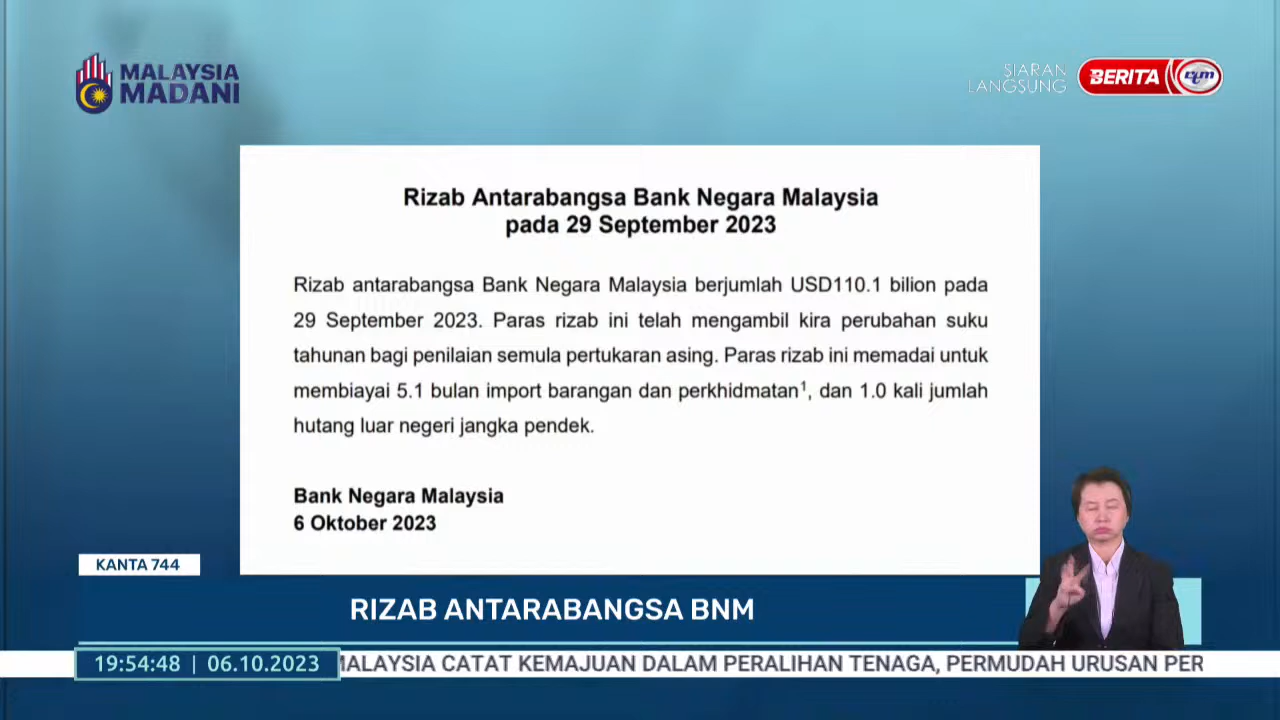 MALAYSIA
MADANI
SIARAN
LANGSUNG
BERITA rtm
Rizab Antarabangsa Bank Negara Malaysia
pada 29 September 2023
Rizab antarabangsa Bank Negara Malaysia berjumlah USD110.1 bilion pada
29 September 2023. Paras rizab ini telah mengambil kira perubahan suku
tahunan bagi penilaian semula pertukaran asing. Paras rizab ini memadai untuk
membiayai 5.1 bulan import barangan dan perkhidmatan¹, dan 1.0 kali jumlah
hutang luar negeri jangka pendek.
Bank Negara Malaysia
6 Oktober 2023
KANTA 744
RIZAB ANTARABANGSA BNM
19:54:48 | 06.10.2023 MALAYSIA CATAT KEMAJUAN DALAM PERALIHAN TENAGA, PERMUDAH URUSAN PER